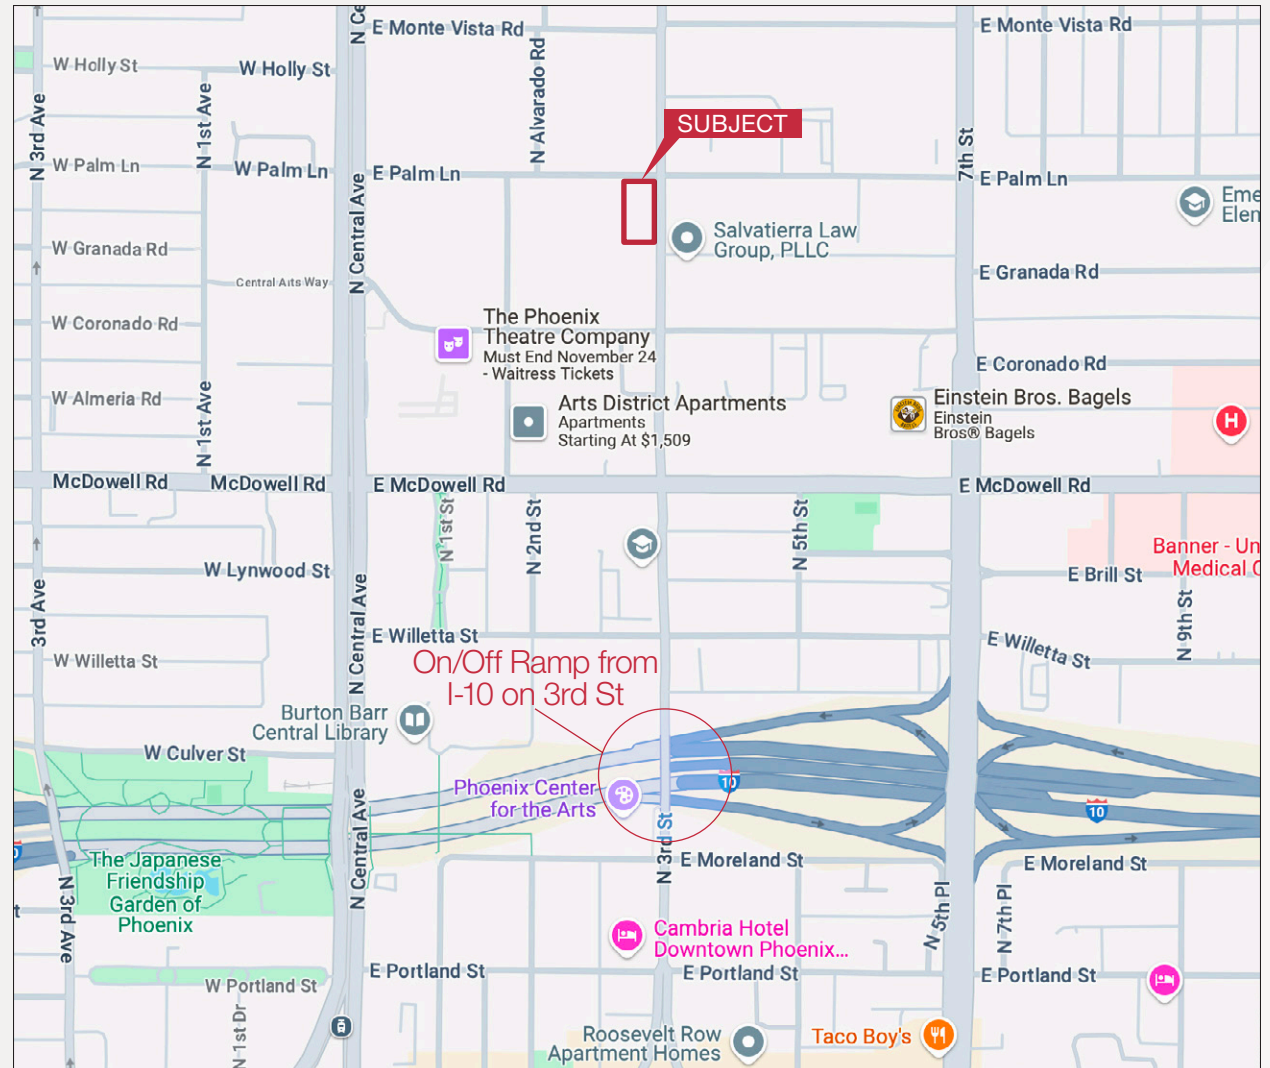 N Ce
E Monte Vista Rd
E Monte Vista Rd
W Holly St
W Holly St
N Alvarado Rd
N 3rd Ave
N 1st Ave
SUBJECT
7th St
W Palm Ln
W Palm Ln
E Palm Ln
E Palm Ln
Eme
Elen
N Central Ave
Salvatierra Law
Group, PLLC
W Granada Rd
E Granada Rd
Central Arts Way
W Coronado Rd
The Phoenix
Theatre Company
Must End November 24
- Waitress Tickets
E Coronado Rd
W Almeria Rd
N 1st Ave
Arts District Apartments
Apartments
Starting At $1,509
Einstein Bros. Bagels
Einstein
Bros® Bagels
H
McDowell Rd
McDowell Rd
E McDowell Rd
E McDowell Rd
N 1st St
N 2nd St
N 5th St
Banner - Un
Medical C
W Lynwood St
E Brill St
3rd Ave
N Central Ave
N 9th St
E Willetta St
E Willetta St
W Willetta St
On/Off Ramp from
I-10 on 3rd St
Burton Barr
Central Library
W Culver St
Phoenix Center
for the Arts
10
10
0
N Central Ave
N 3rd St
E Moreland St
E Moreland St
The Japanese
Friendship
Garden of
Phoenix
N 3rd Ave
t
N 5th Pl
N 7th Pl
Cambria Hotel
Downtown Phoenix...
E Portland St
E Portland St
E Portland St
W Portland St
N 1st Dr
Roosevelt Row
Apartment Homes
Taco Boy's